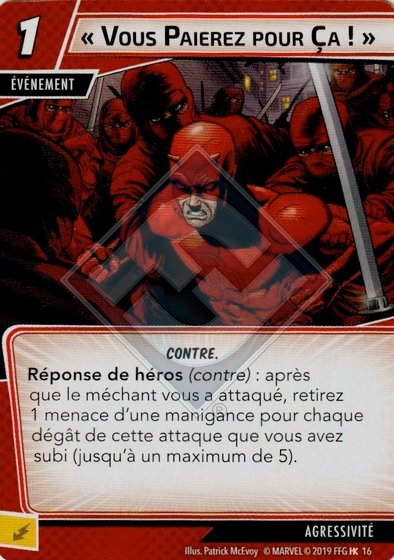 1
« Vous Paierez pour Ça ! »
ÉVÉNEMENT
CONTRE.
Réponse de héros (contre) : après
que le méchant vous a attaqué, retirez
1 menace d'une manigance pour chaque
dégât de cette attaque que vous avez
subi (jusqu'à un maximum de 5).
AGRESSIVITÉ
Illus. Patrick McEvoy © MARVEL © 2019 FFG HK 16